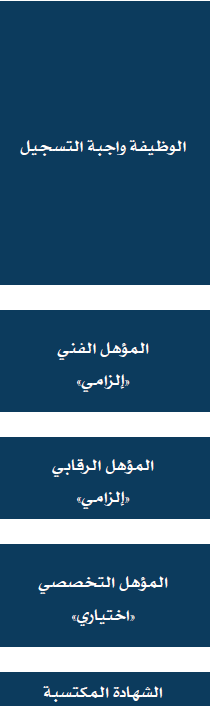 الوظيفة واجبة التسجيل
المؤهل الفني
«إلزامي»
المؤهل الرقابي
«إلزامي»
المؤهل التخصصي
«اختياري»
الشهادة المكتسبة